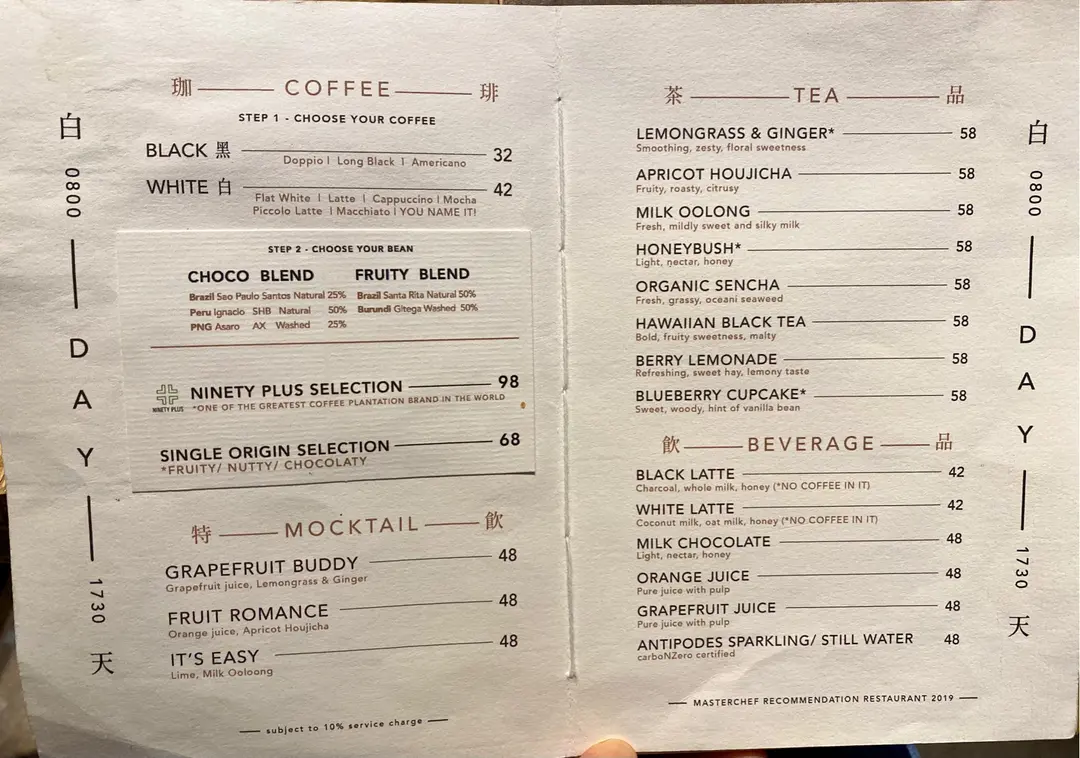 白 0800 — DAY — 1730 天
珈 COFFEE 琲
STEP 1 - CHOOSE YOUR COFFEE
BLACK 黑 32
Doppio | Long Black | Americano
WHITE 白 42
Flat White | Latte | Cappuccino | Mocha
Piccolo Latte | Macchiato | YOU NAME IT!
STEP 2 - CHOOSE YOUR BEAN
CHOCO BLEND FRUITY BLEND
Brazil Sao Paulo Santos Natural 25% Brazil Santa Rita Natural 50%
Peru Ignacio SHB Natural 50% Burundi Gitega Washed 50%
PNG Asaro AX Washed 25%
NINETY PLUS
NINETY PLUS SELECTION 98
*ONE OF THE GREATEST COFFEE PLANTATION BRAND IN THE WORLD
SINGLE ORIGIN SELECTION 68
*FRUITY/ NUTTY/ CHOCOLATY
特 MOCKTAIL 飲
GRAPEFRUIT BUDDY 48
Grapefruit juice, Lemongrass & Ginger
FRUIT ROMANCE 48
Orange juice, Apricot Houjicha
IT'S EASY 48
Lime, Milk Ooloong
subject to 10% service charge
茶 TEA 品
LEMONGRASS & GINGER* 58
Smoothing, zesty, floral sweetness
APRICOT HOUJICHA 58
Fruity, roasty, citrusy
MILK OOLONG 58
Fresh, mildly sweet and silky milk
HONEYBUSH* 58
Light, nectar, honey
ORGANIC SENCHA 58
Fresh, grassy, oceani seaweed
HAWAIIAN BLACK TEA 58
Bold, fruity sweetness, malty
BERRY LEMONADE 58
Refreshing, sweet hay, lemony taste
BLUEBERRY CUPCAKE* 58
Sweet, woody, hint of vanilla bean
飲 BEVERAGE 品
BLACK LATTE 42
Charcoal, whole milk, honey (*NO COFFEE IN IT)
WHITE LATTE 42
Coconut milk, oat milk, honey (*NO COFFEE IN IT)
MILK CHOCOLATE 48
Light, nectar, honey
ORANGE JUICE 48
Pure juice with pulp
GRAPEFRUIT JUICE 48
Pure juice with pulp
ANTIPODES SPARKLING/ STILL WATER 48
carboNZero certified
MASTERCHEF RECOMMENDATION RESTAURANT 2019
白 0800 — DAY — 1730 天